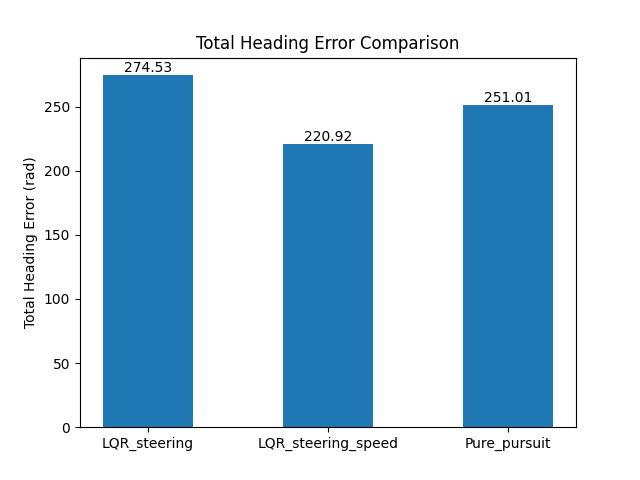 Total Heading Error Comparison
274.53
220.92
251.01
Total Heading Error (rad)
250
200
150
100
50
0
LQR_steering
LQR_steering_speed
Pure_pursuit